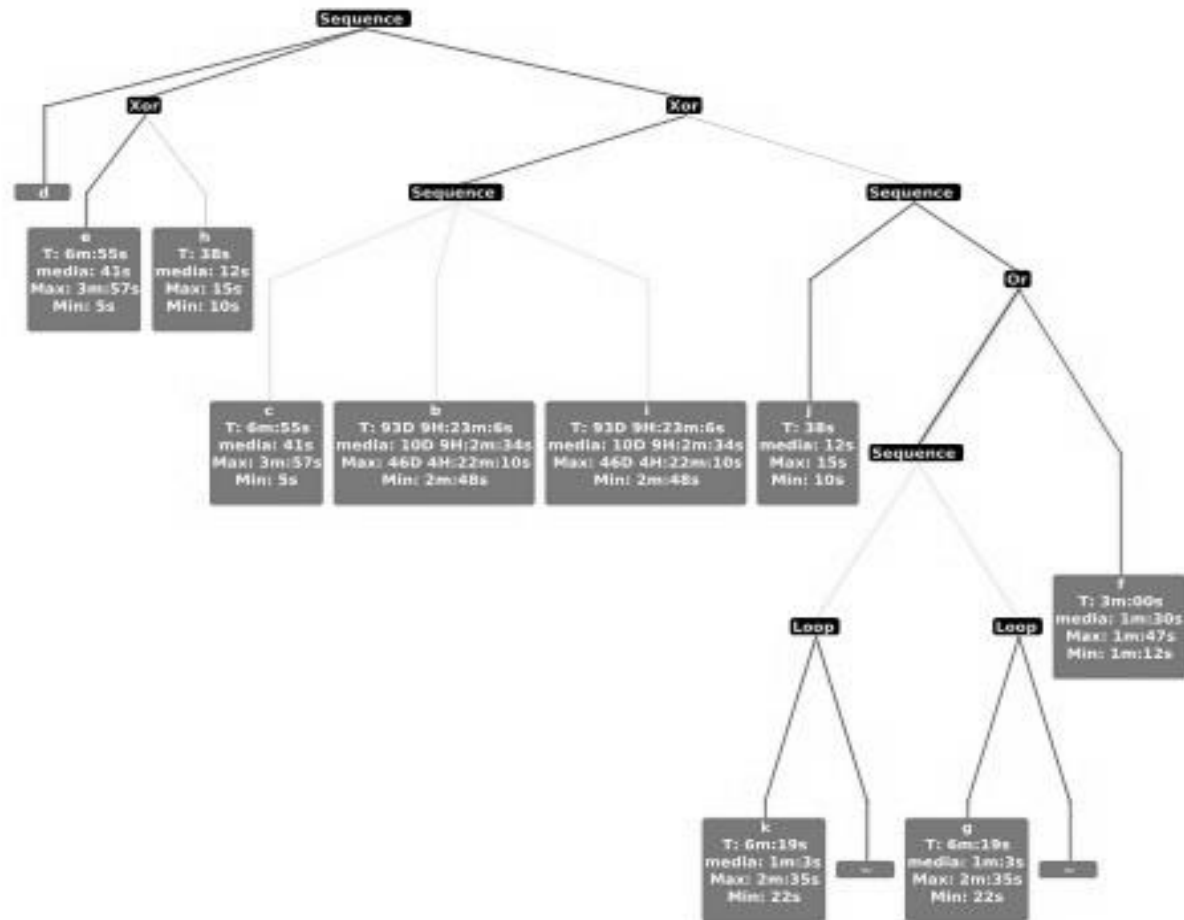 Sequence
Xor
Xor
d
Sequence
Sequence
e
T: 6m:55s
media: 41s
Max: 3m:57s
Min: 5s
h
T: 38s
media: 12s
Max: 15s
Min: 10s
Or
c
T: 6m:55s
media: 41s
Max: 3m:57s
Min: 5s
b
T: 93D 9H:23m:6s
media: 10D 9H:2m:34s
Max: 46D 4H:22m:10s
Min: 2m:48s
i
T: 93D 9H:23m:6s
media: 10D 9H:2m:34s
Max: 46D 4H:22m:10s
Min: 2m:48s
j
T: 38s
media: 12s
Max: 15s
Min: 10s
Sequence
f
T: 3m:00s
media: 1m:30s
Max: 1m:47s
Min: 1m:12s
Loop
Loop
k
T: 6m:19s
media: 1m:3s
Max: 2m:35s
Min: 22s
~
g
T: 6m:19s
media: 1m:3s
Max: 2m:35s
Min: 22s
~